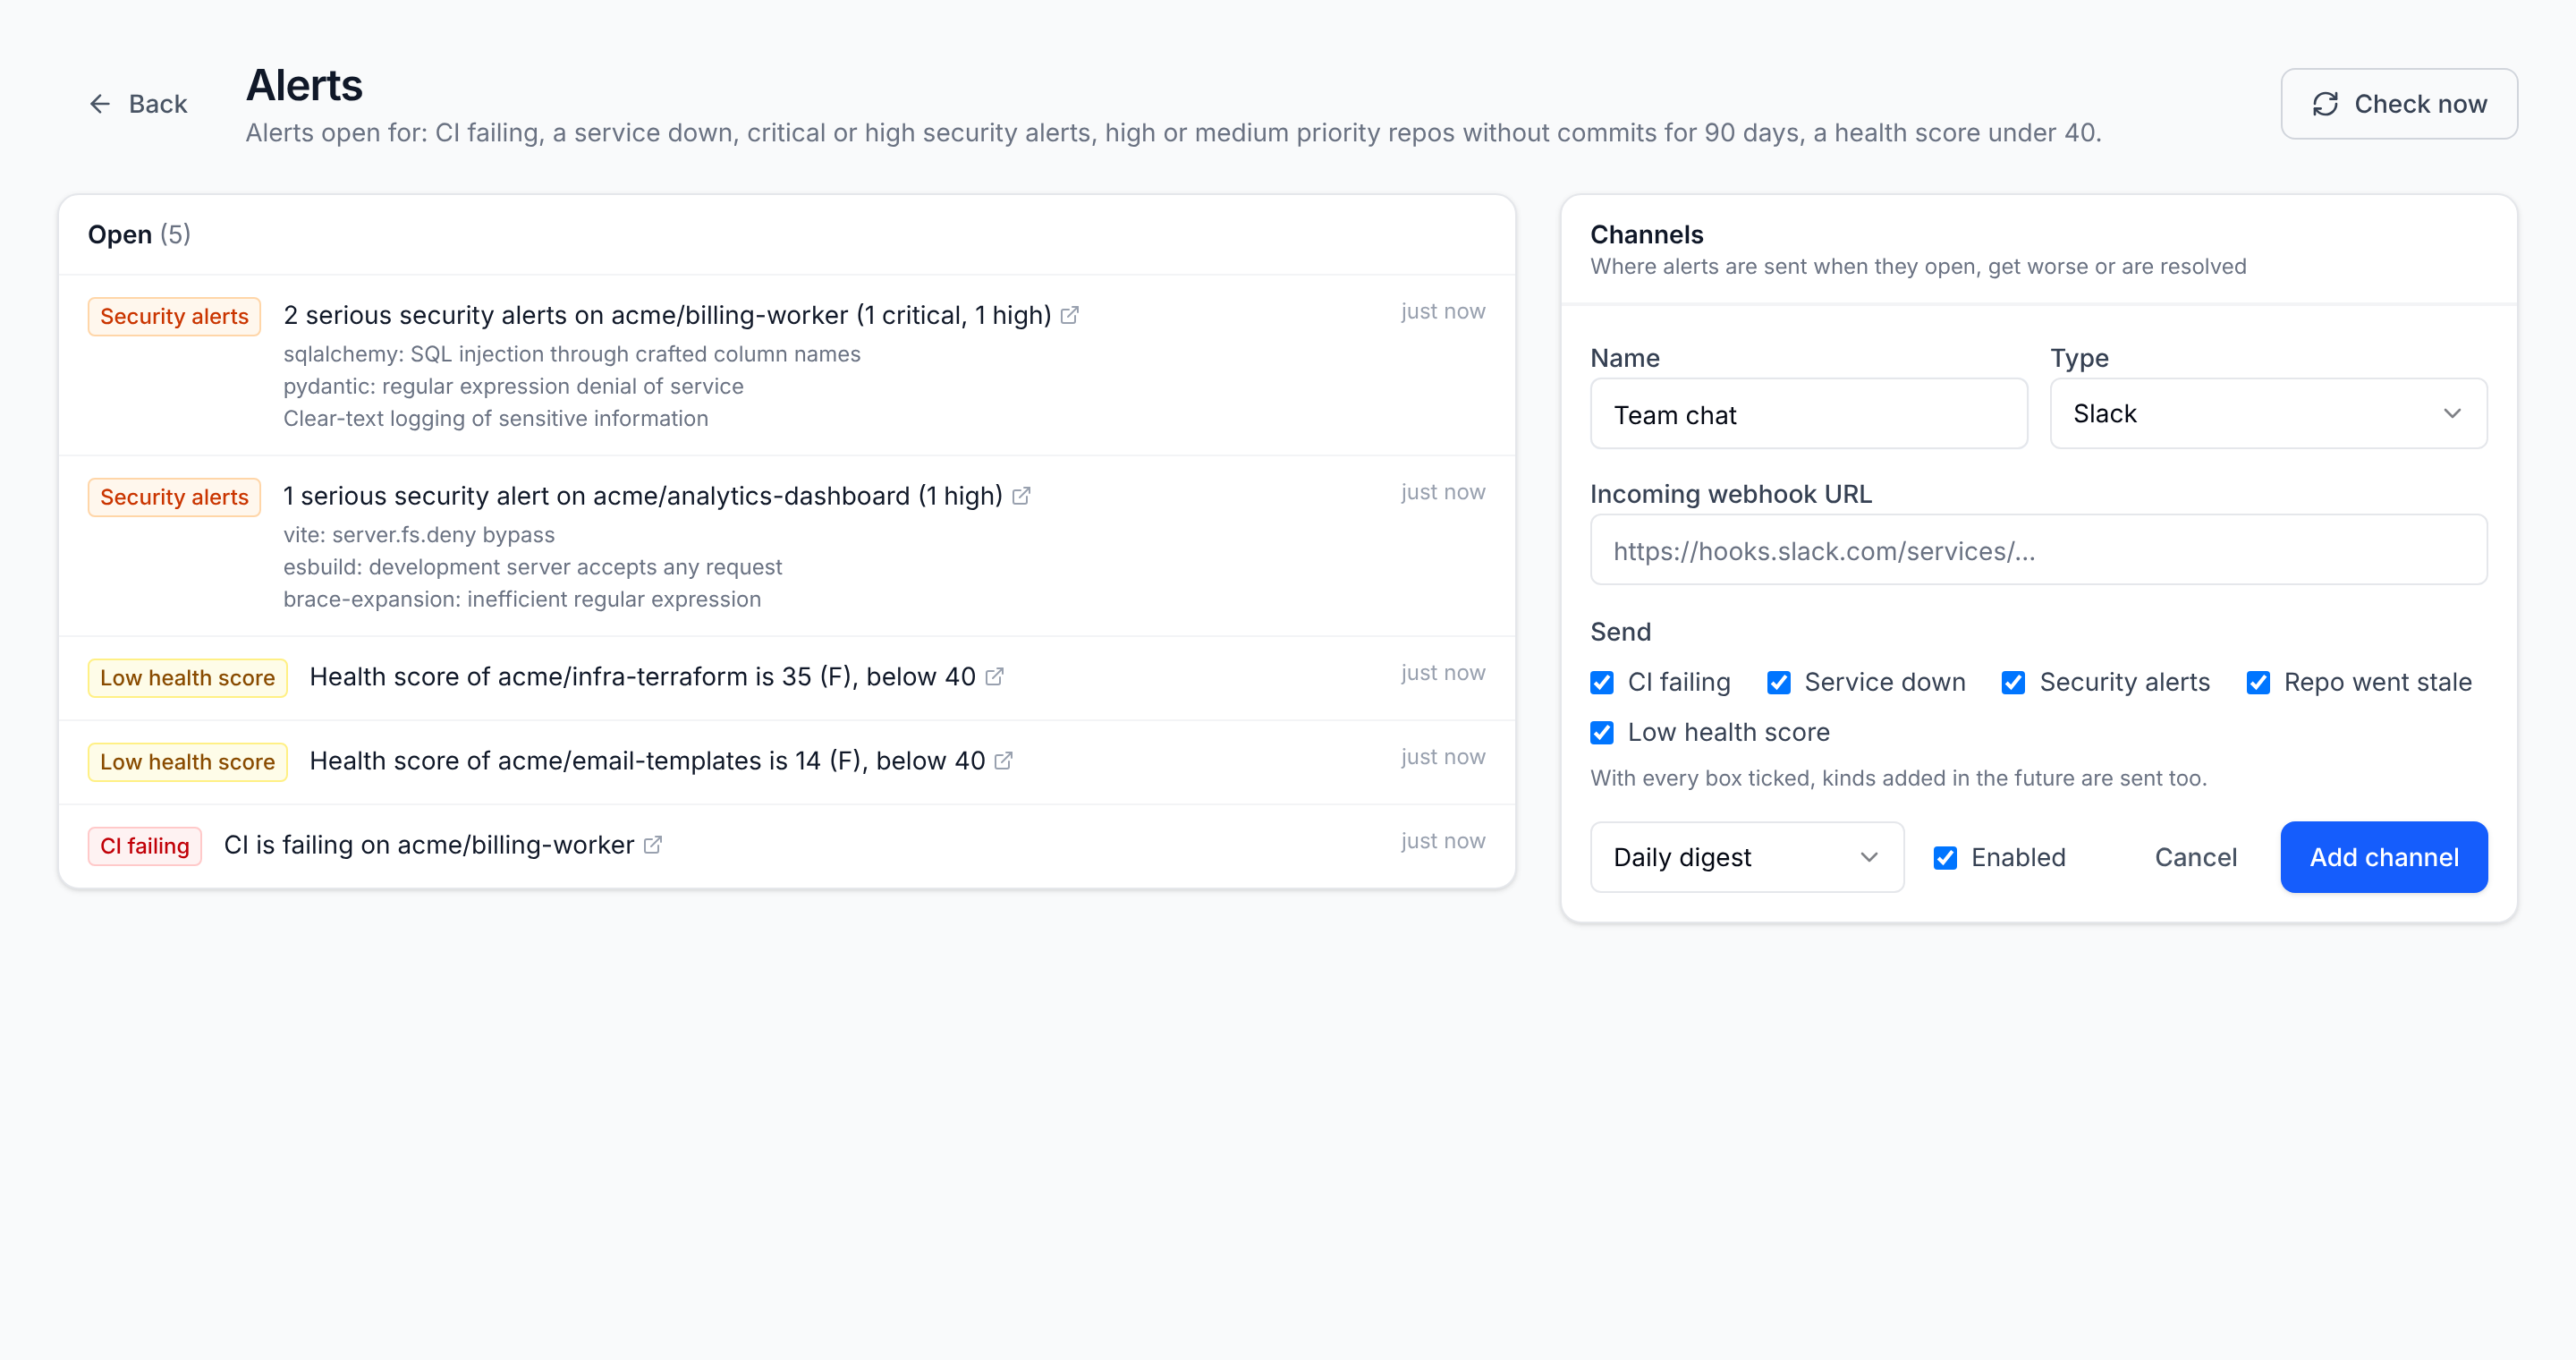 Back
Alerts
Alerts open for: CI failing, a service down, critical or high security alerts, high or medium priority repos without commits for 90 days, a health score under 40.
Check now
Open (5)
Security alerts
2 serious security alerts on acme/billing-worker (1 critical, 1 high)
just now
sqlalchemy: SQL injection through crafted column names
pydantic: regular expression denial of service
Clear-text logging of sensitive information
Security alerts
1 serious security alert on acme/analytics-dashboard (1 high)
just now
vite: server.fs.deny bypass
esbuild: development server accepts any request
brace-expansion: inefficient regular expression
Low health score
Health score of acme/infra-terraform is 35 (F), below 40
just now
Low health score
Health score of acme/email-templates is 14 (F), below 40
just now
CI failing
CI is failing on acme/billing-worker
just now
Channels
Where alerts are sent when they open, get worse or are resolved
Name
Type
Team chat
Slack
Incoming webhook URL
https://hooks.slack.com/services/...
Send
CI failing
Service down
Security alerts
Repo went stale
Low health score
With every box ticked, kinds added in the future are sent too.
Daily digest
Enabled
Cancel
Add channel